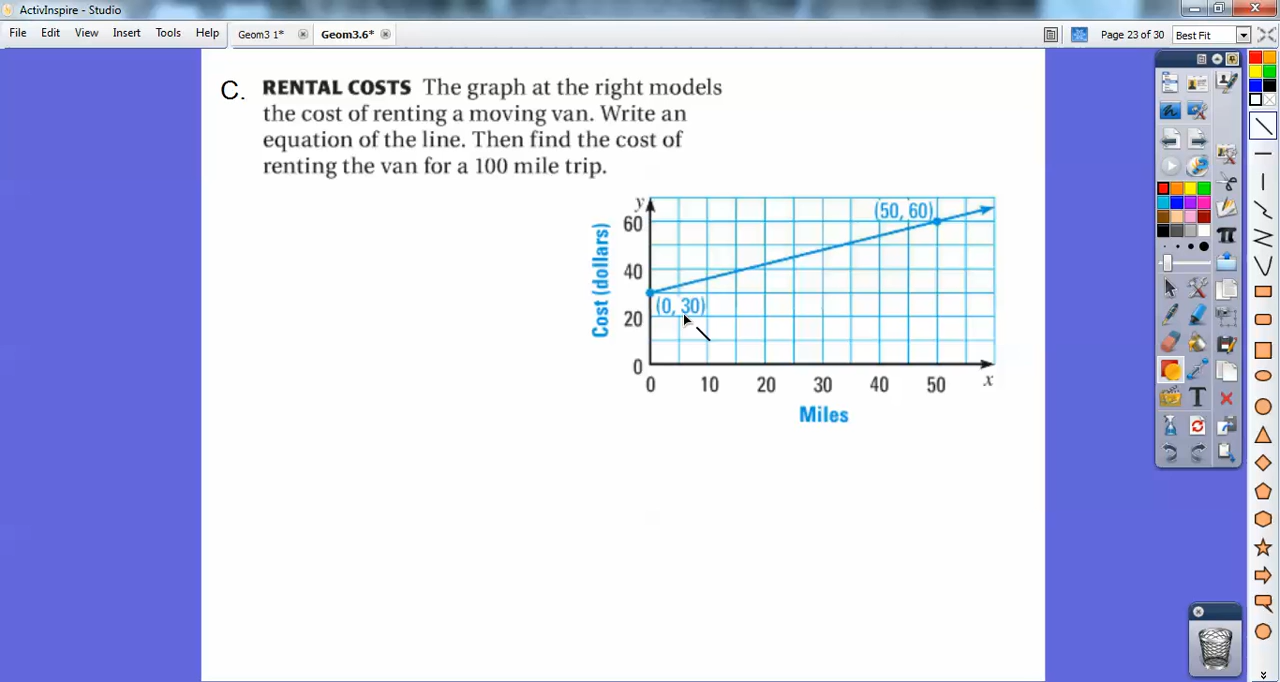 ActivInspire - Studio
File Edit View Insert Tools Help Geom3 1* Geom3.6* Page 23 of 30 Best Fit
C. RENTAL COSTS The graph at the right models
the cost of renting a moving van. Write an
equation of the line. Then find the cost of
renting the van for a 100 mile trip.
y
60
(50, 60)
Cost (dollars)
40
(0, 30)
20
0
0 10 20 30 40 50 x
Miles